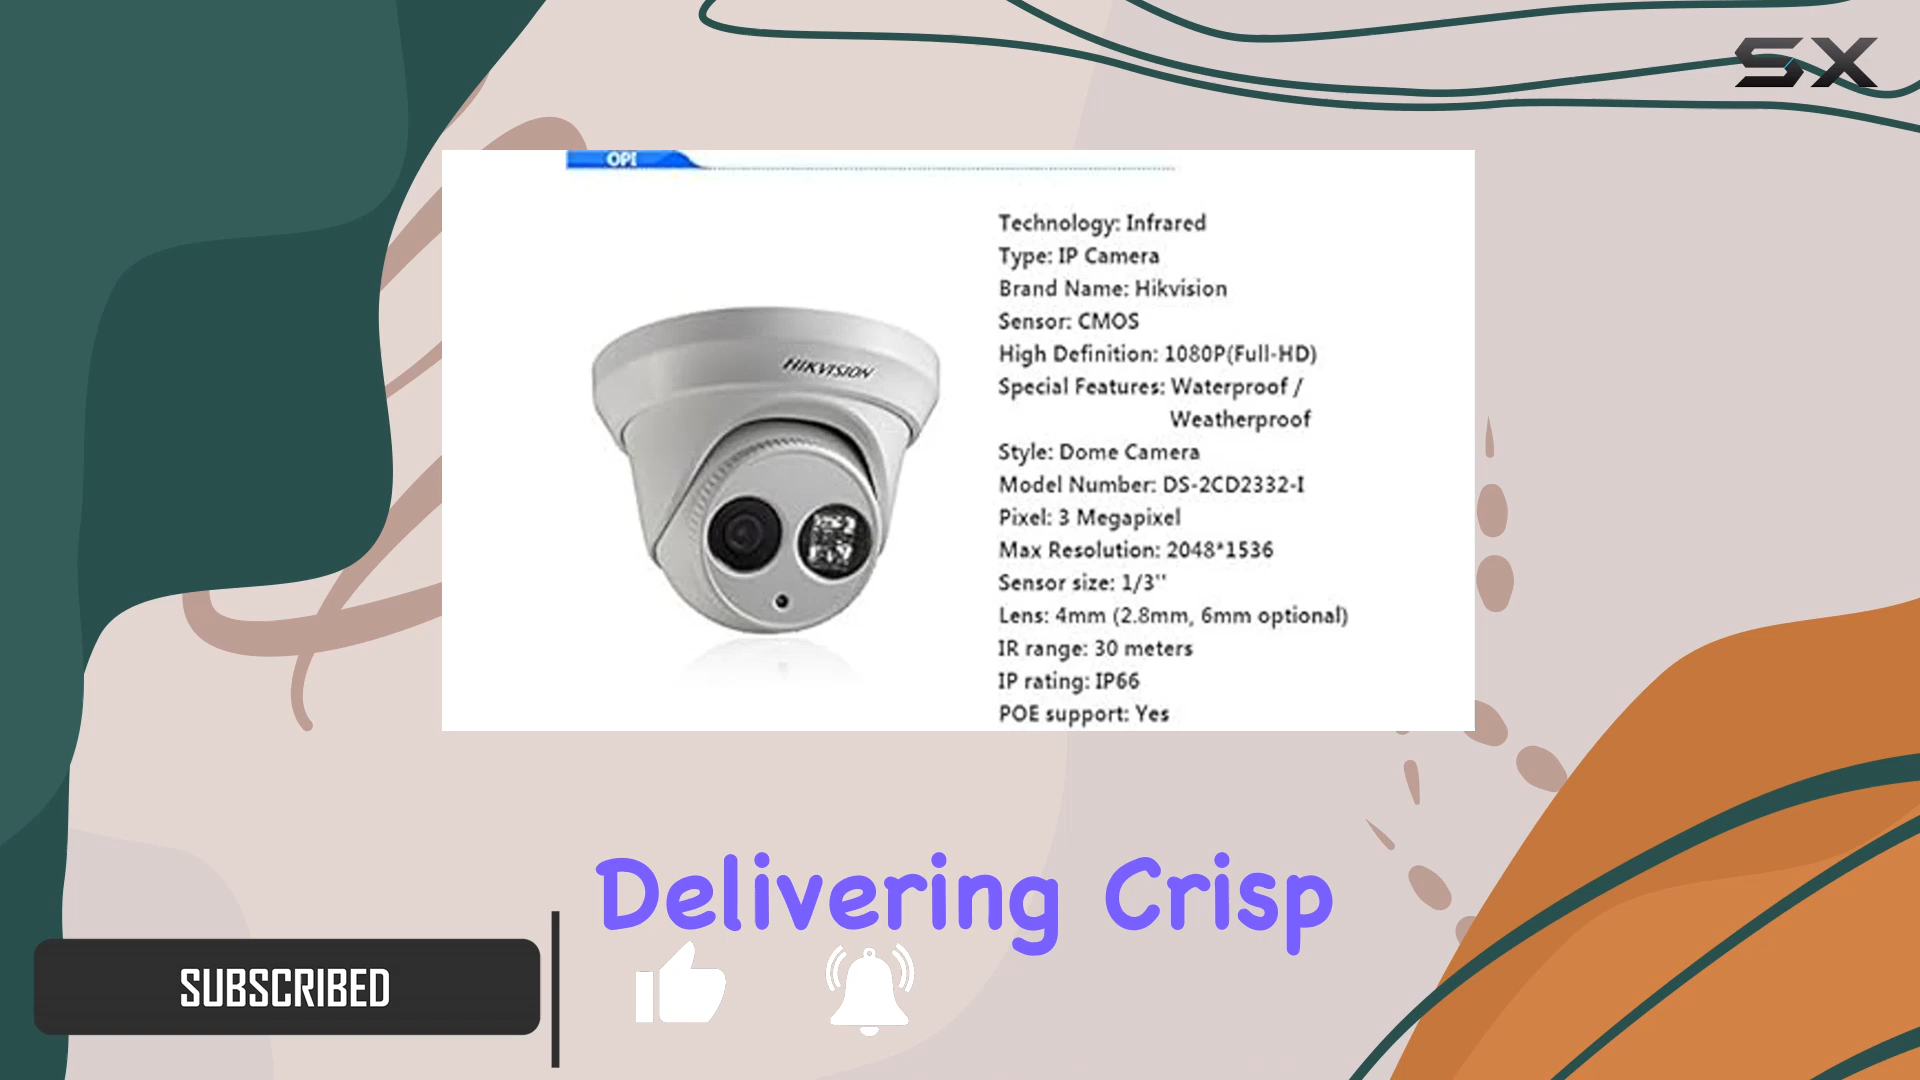 SX
OPI
Technology: Infrared
Type: IP Camera
Brand Name: Hikvision
Sensor: CMOS
High Definition: 1080P(Full-HD)
Special Features: Waterproof /
Weatherproof
Style: Dome Camera
Model Number: DS-2CD2332-I
Pixel: 3 Megapixel
Max Resolution: 2048*1536
Sensor size: 1/3''
Lens: 4mm (2.8mm, 6mm optional)
IR range: 30 meters
IP rating: IP66
POE support: Yes
HIKVISION
Delivering Crisp
SUBSCRIBED